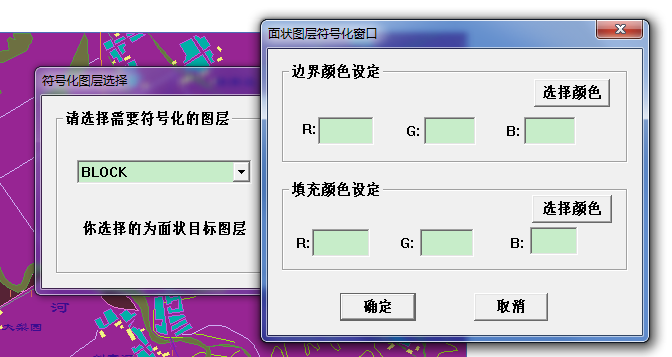 符号化图层选择
请选择需要符号化的图层
BLOCK
你选择的为面状目标图层
面状图层符号化窗口
边界颜色设定
选择颜色
R: G: B:
填充颜色设定
选择颜色
R: G: B:
确定 取消
河
大梨园